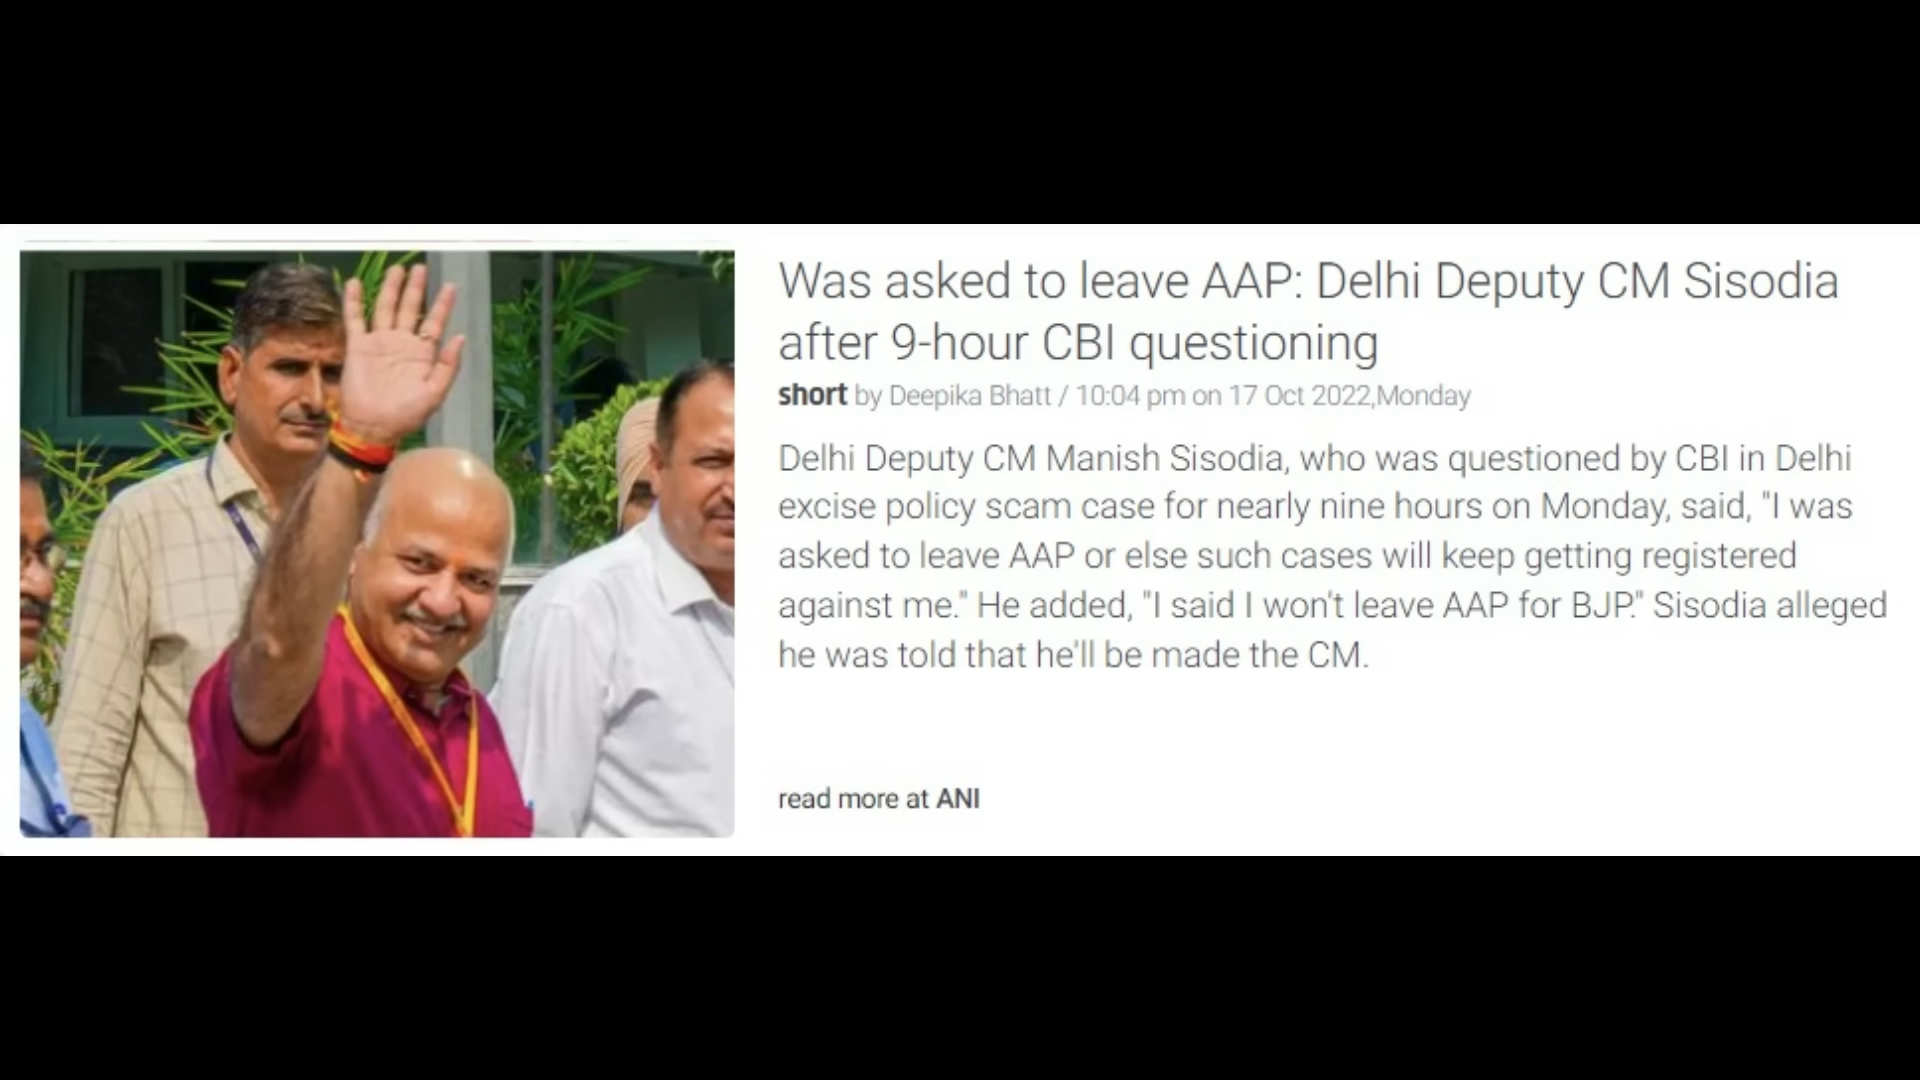 Was asked to leave AAP: Delhi Deputy CM Sisodia
after 9-hour CBI questioning
short by Deepika Bhatt / 10:04 pm on 17 Oct 2022,Monday
Delhi Deputy CM Manish Sisodia, who was questioned by CBI in Delhi
excise policy scam case for nearly nine hours on Monday, said, "I was
asked to leave AAP or else such cases will keep getting registered
against me." He added, "I said I won't leave AAP for BJP." Sisodia alleged
he was told that he'll be made the CM.
read more at ANI